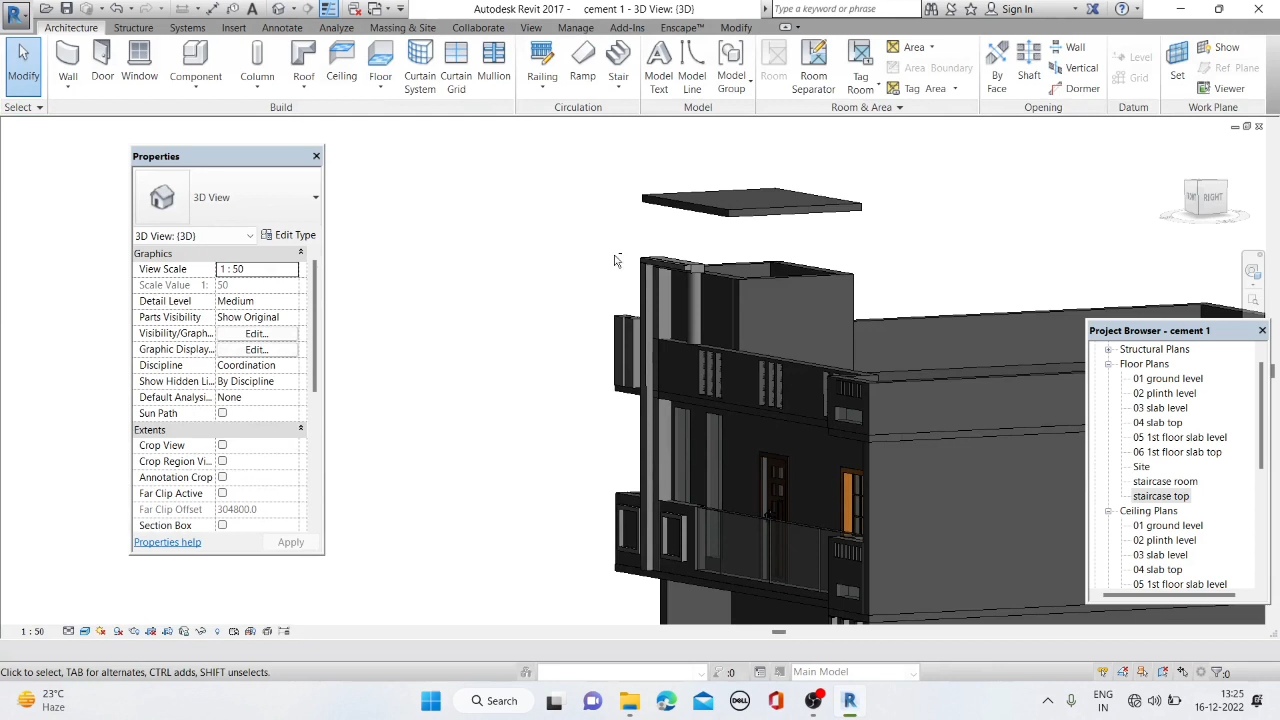 Autodesk Revit 2017 - cement 1 - 3D View: {3D}
Type a keyword or phrase
Sign In
Architecture Structure Systems Insert Annotate Analyze Massing & Site Collaborate View Manage Add-Ins Enscape™ Modify
Modify
Wall Door Window Component Column Roof Ceiling Floor Curtain System Curtain Grid Mullion
Railing Ramp Stair
Model Text Model Line Model Group
Room Room Separator Tag Room
Area
Area Boundary
Tag Area
By Face Shaft
Wall
Vertical
Dormer
Level
Grid
Set
Show
Ref Plane
Viewer
Select Build Circulation Model Room & Area Opening Datum Work Plane
Properties
3D View
3D View: {3D} Edit Type
Graphics
View Scale 1 : 50
Scale Value 1: 50
Detail Level Medium
Parts Visibility Show Original
Visibility/Graph... Edit...
Graphic Display... Edit...
Discipline Coordination
Show Hidden Li... By Discipline
Default Analysi... None
Sun Path
Extents
Crop View
Crop Region Vi...
Annotation Crop
Far Clip Active
Far Clip Offset 304800.0
Section Box
Properties help Apply
RIGHT
Project Browser - cement 1
Structural Plans
Floor Plans
01 ground level
02 plinth level
03 slab level
04 slab top
05 1st floor slab level
06 1st floor slab top
Site
staircase room
staircase top
Ceiling Plans
01 ground level
02 plinth level
03 slab level
04 slab top
05 1st floor slab level
1 : 50
Click to select, TAB for alternates, CTRL adds, SHIFT unselects.
:0
Main Model
:0
23°C
Haze
Search
DELL
ENG
IN
13:25
16-12-2022